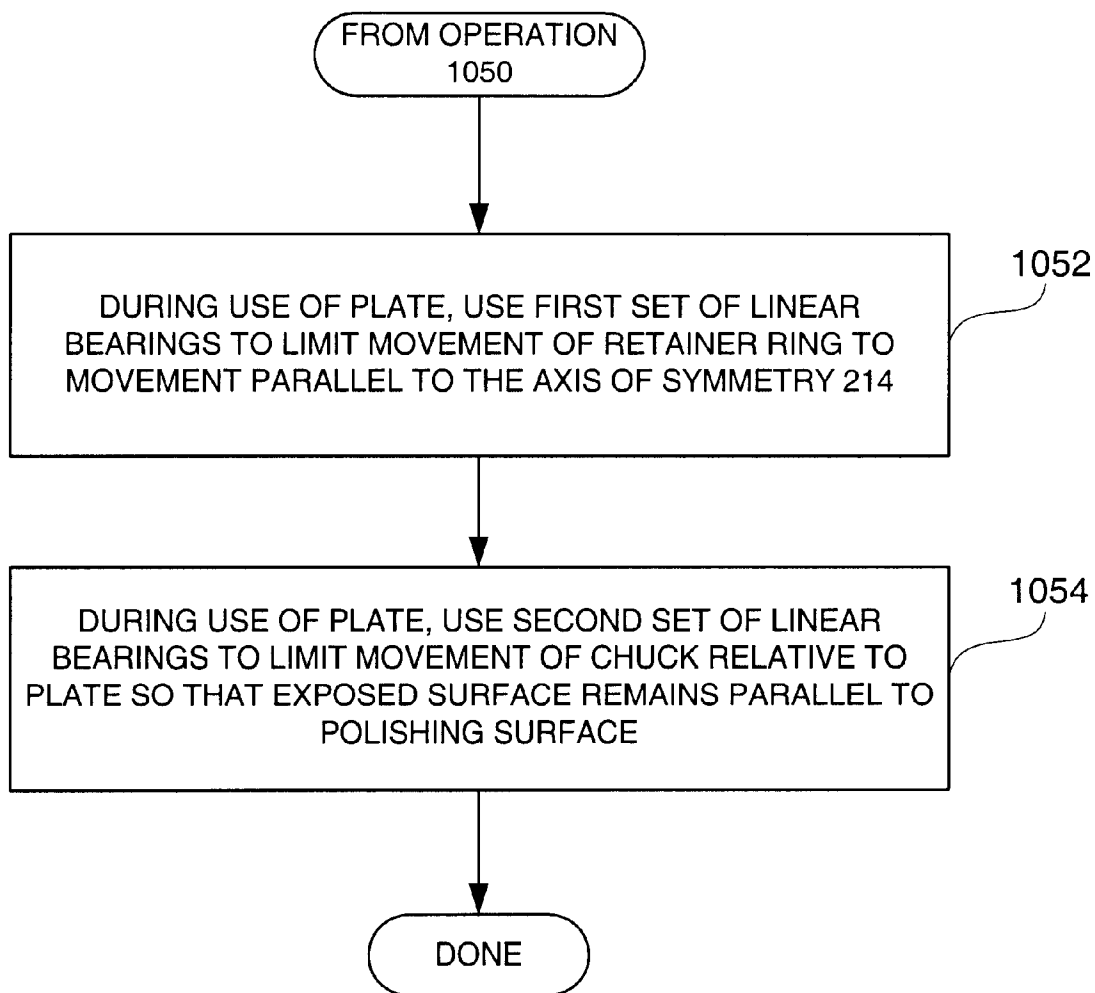 FROM OPERATION
1050
1052
DURING USE OF PLATE, USE FIRST SET OF LINEAR
BEARINGS TO LIMIT MOVEMENT OF RETAINER RING TO
MOVEMENT PARALLEL TO THE AXIS OF SYMMETRY 214
1054
DURING USE OF PLATE, USE SECOND SET OF LINEAR
BEARINGS TO LIMIT MOVEMENT OF CHUCK RELATIVE TO
PLATE SO THAT EXPOSED SURFACE REMAINS PARALLEL TO
POLISHING SURFACE
DONE